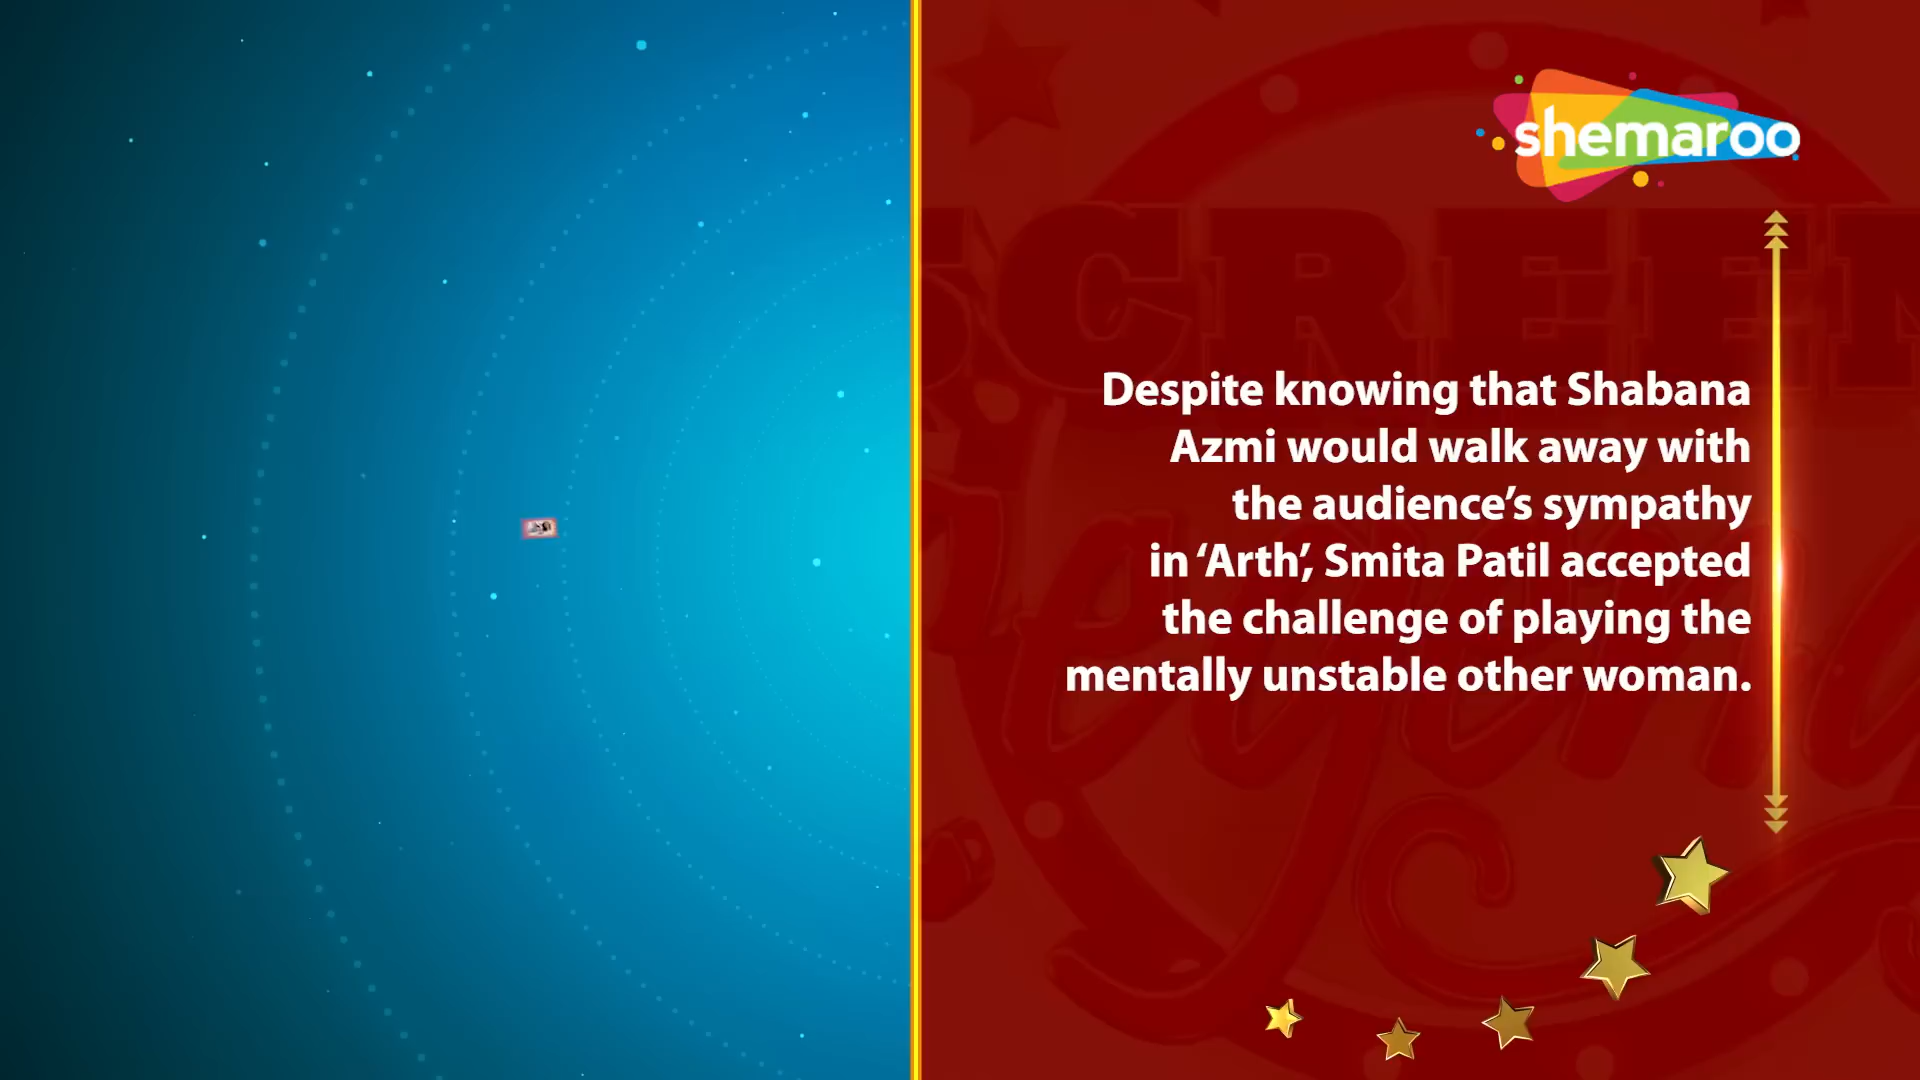 shemaroo
SCREEN
Despite knowing that Shabana
Azmi would walk away with
the audience’s sympathy
in ‘Arth’, Smita Patil accepted
the challenge of playing the
mentally unstable other woman.